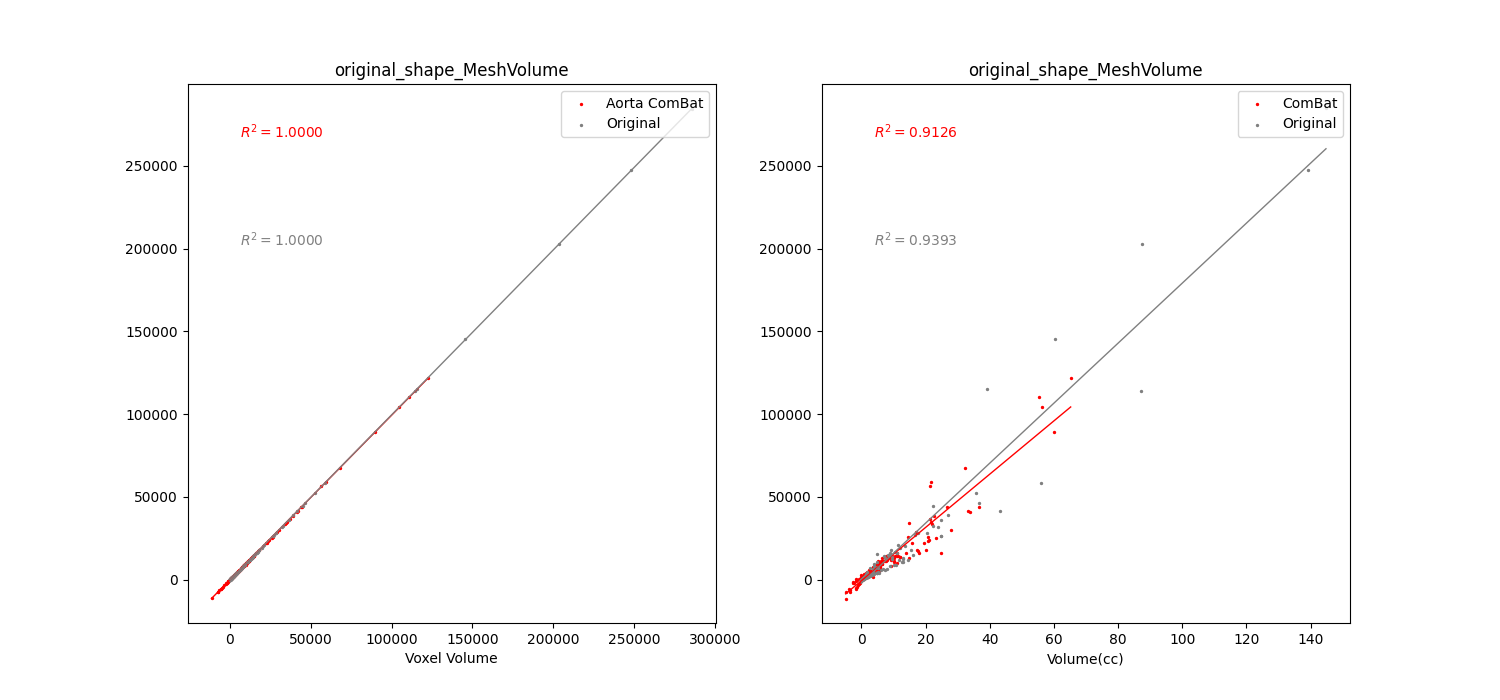 original_shape_MeshVolume
Aorta ComBat
Original
R² = 1.0000
R² = 1.0000
250000
200000
150000
100000
50000
0
0 50000 100000 150000 200000 250000 300000
Voxel Volume
original_shape_MeshVolume
ComBat
Original
R² = 0.9126
R² = 0.9393
250000
200000
150000
100000
50000
0
0 20 40 60 80 100 120 140
Volume(cc)